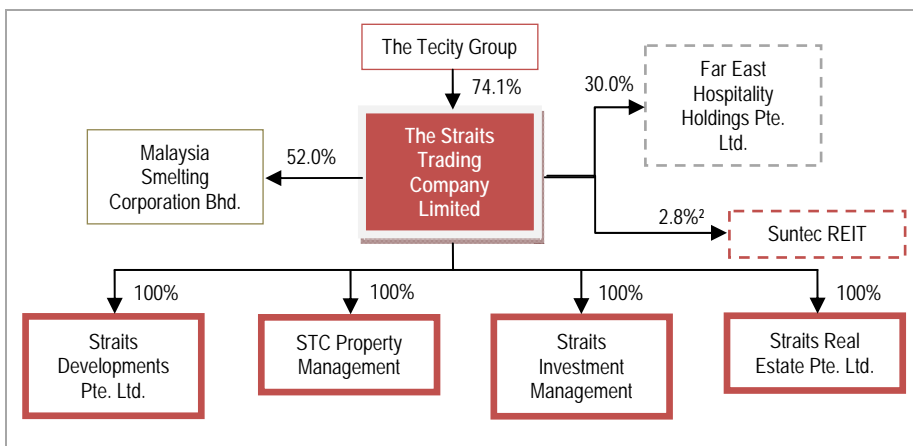 The Tecity Group
74.1%
30.0%
Far East
Hospitality
Holdings Pte.
Ltd.
The Straits
Trading
Company
Limited
52.0%
Malaysia
Smelting
Corporation Bhd.
2.8%²
Suntec REIT
100%
100%
100%
100%
Straits
Developments
Pte. Ltd.
STC Property
Management
Straits
Investment
Management
Straits Real
Estate Pte. Ltd.